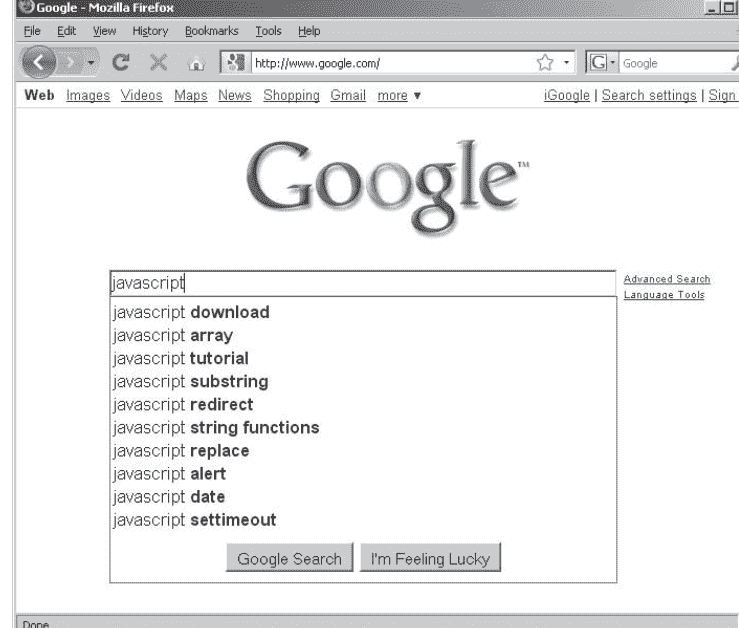 Google - Mozilla Firefox
File Edit View History Bookmarks Tools Help
http://www.google.com/ G Google
Web Images Videos Maps News Shopping Gmail more ▼ iGoogle | Search settings | Sign
Google™
javascript
Advanced Search
Language Tools
javascript download
javascript array
javascript tutorial
javascript substring
javascript redirect
javascript string functions
javascript replace
javascript alert
javascript date
javascript settimeout
Google Search I'm Feeling Lucky
Done